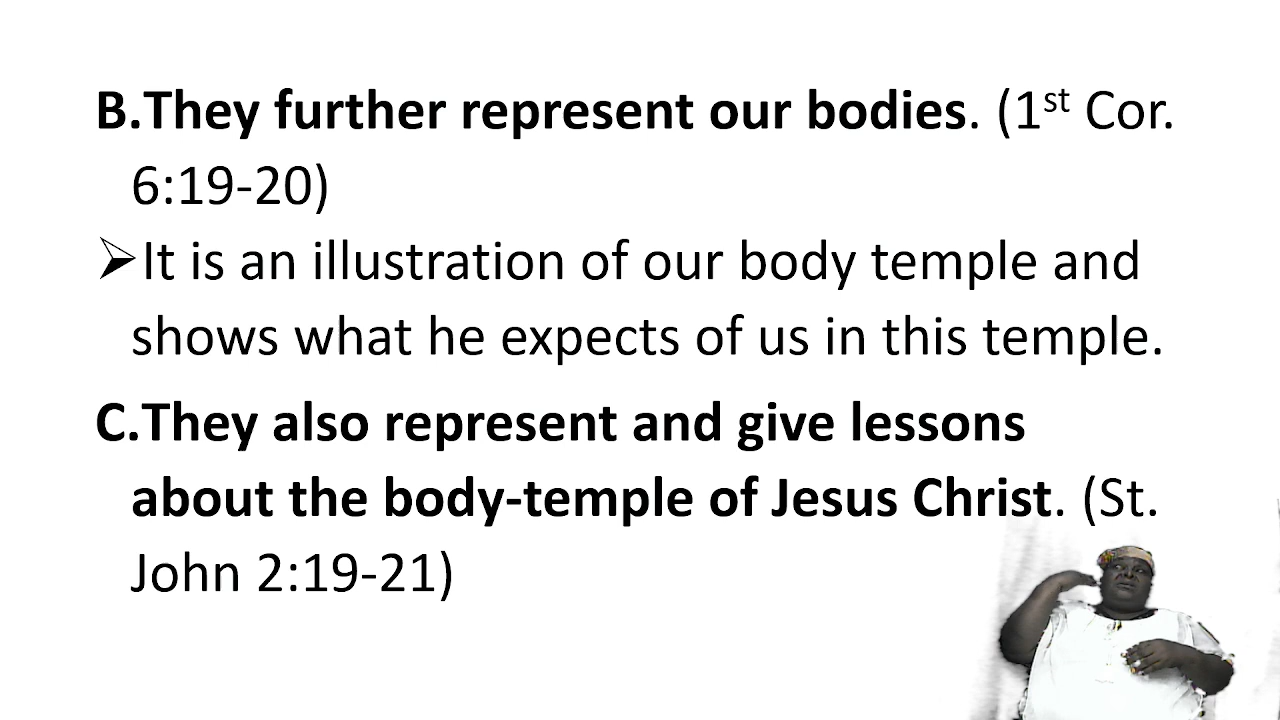 B.They further represent our bodies. (1st Cor.
6:19-20)
➢It is an illustration of our body temple and
shows what he expects of us in this temple.
C.They also represent and give lessons
about the body-temple of Jesus Christ. (St.
John 2:19-21)